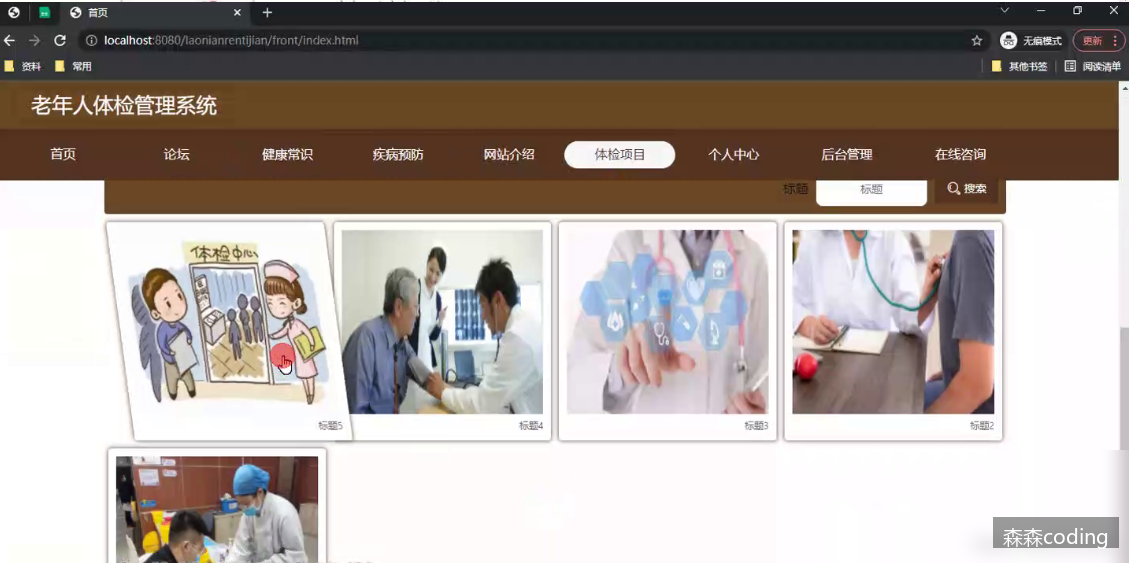 首页
localhost:8080/laonianrentijian/front/index.html
无痕模式
更新
资料
常用
其他书签
阅读清单
老年人体检管理系统
首页 论坛 健康常识 疾病预防 网站介绍 体检项目 个人中心 后台管理 在线咨询
标题 标题 搜索
体检中心
标题5
标题4
标题3
标题2
森森coding